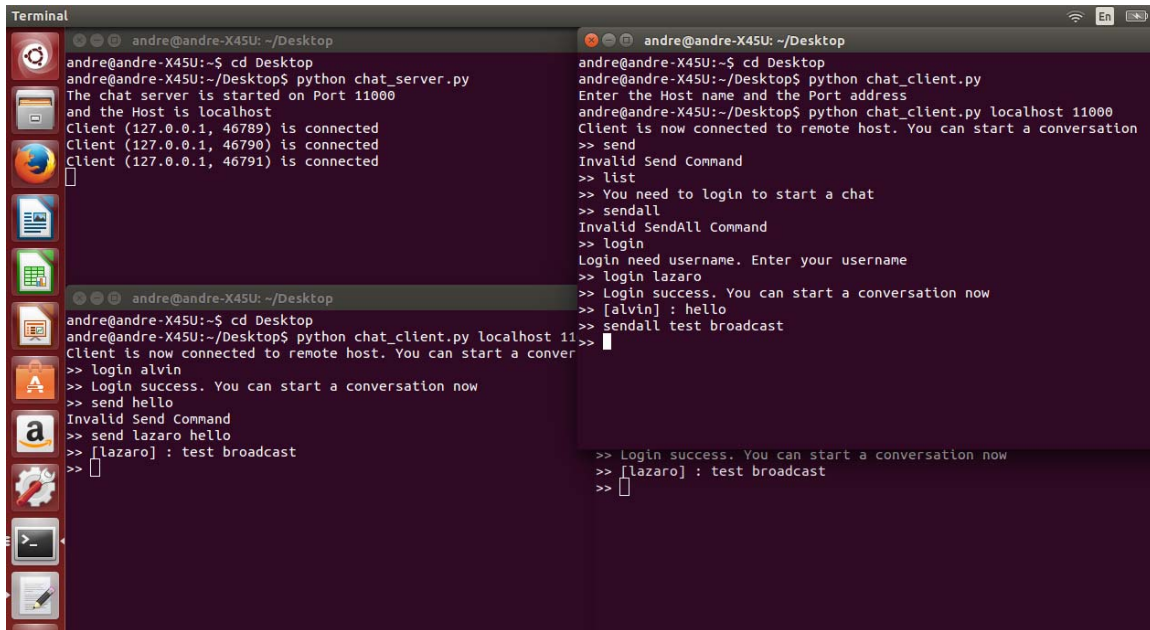 Terminal
En
andre@andre-X45U: ~/Desktop
andre@andre-X45U:~$ cd Desktop
andre@andre-X45U:~/Desktop$ python chat_server.py
The chat server is started on Port 11000
and the Host is localhost
Client (127.0.0.1, 46789) is connected
Client (127.0.0.1, 46790) is connected
Client (127.0.0.1, 46791) is connected
andre@andre-X45U: ~/Desktop
andre@andre-X45U:~$ cd Desktop
andre@andre-X45U:~/Desktop$ python chat_client.py
Enter the Host name and the Port address
andre@andre-X45U:~/Desktop$ python chat_client.py localhost 11000
Client is now connected to remote host. You can start a conversation
>> send
Invalid Send Command
>> list
>> You need to login to start a chat
>> sendall
Invalid SendAll Command
>> login
Login need username. Enter your username
>> login lazaro
>> Login success. You can start a conversation now
>> [alvin] : hello
>> sendall test broadcast
>>
andre@andre-X45U: ~/Desktop
andre@andre-X45U:~$ cd Desktop
andre@andre-X45U:~/Desktop$ python chat_client.py localhost 11
Client is now connected to remote host. You can start a conver
>> login alvin
>> Login success. You can start a conversation now
>> send hello
Invalid Send Command
>> send lazaro hello
>> [lazaro] : test broadcast
>>
>> Login success. You can start a conversation now
>> [lazaro] : test broadcast
>>
a
>_